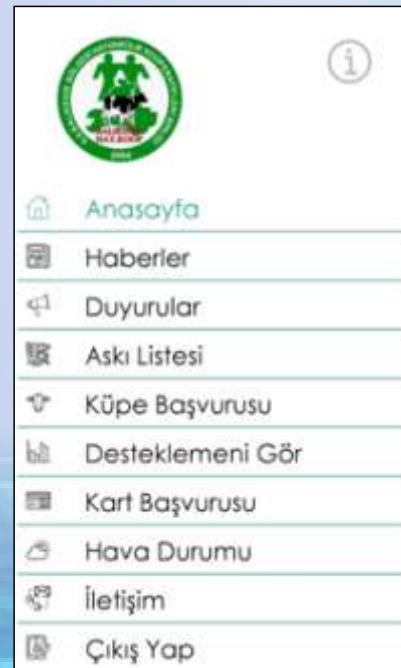 Anasayfa
Haberler
Duyurular
Askı Listesi
Küpe Başvurusu
Desteklemeni Gör
Kart Başvurusu
Hava Durumu
İletişim
Çıkış Yap